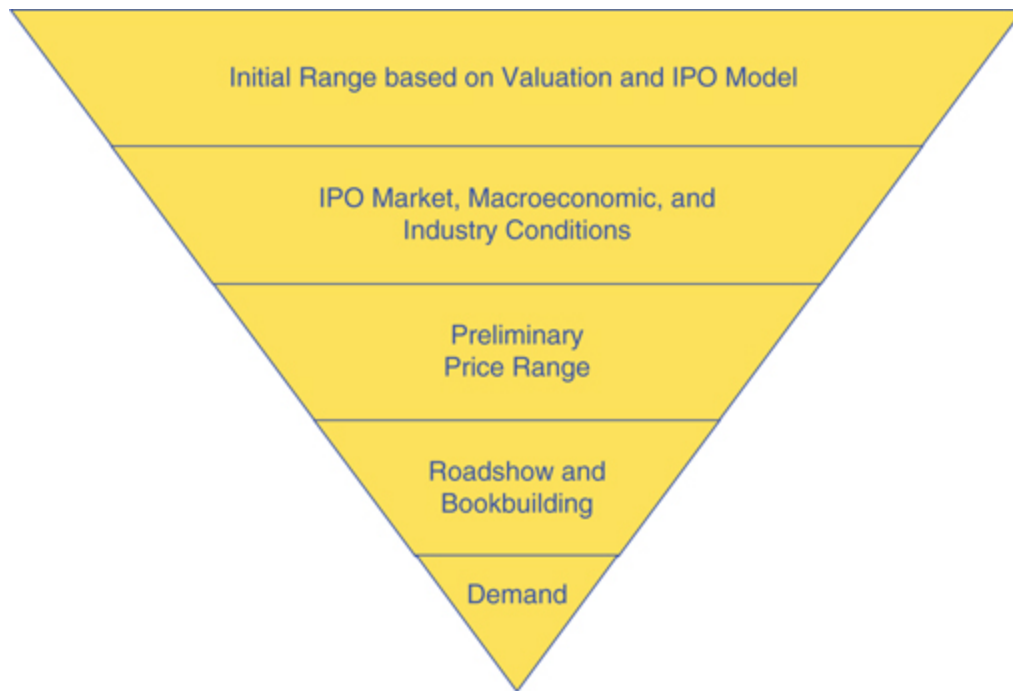 Initial Range based on Valuation and IPO Model
IPO Market, Macroeconomic, and
Industry Conditions
Preliminary
Price Range
Roadshow and
Bookbuilding
Demand